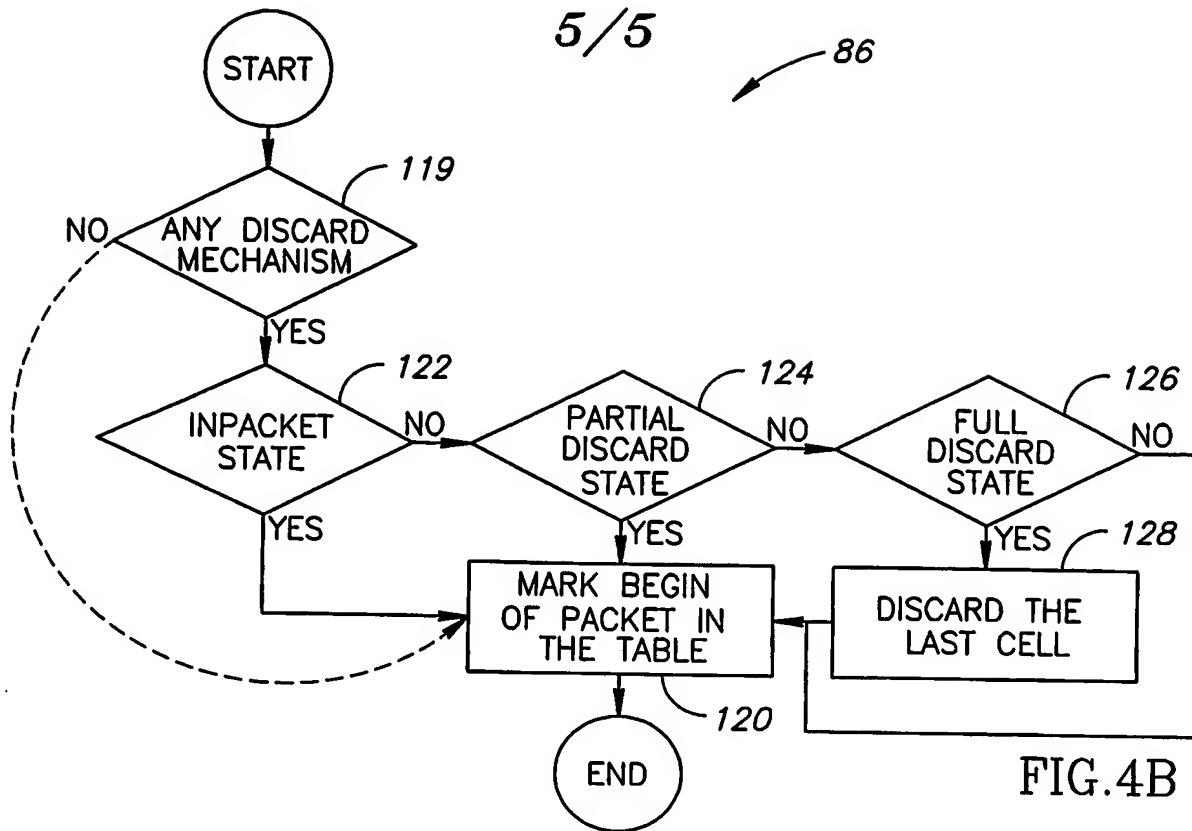 5/5
86
START
119
NO
ANY DISCARD
MECHANISM
YES
122
INPACKET
STATE
NO
YES
124
PARTIAL
DISCARD
STATE
NO
YES
126
FULL
DISCARD
STATE
NO
YES
128
DISCARD THE
LAST CELL
MARK BEGIN
OF PACKET IN
THE TABLE
120
END
FIG.4B